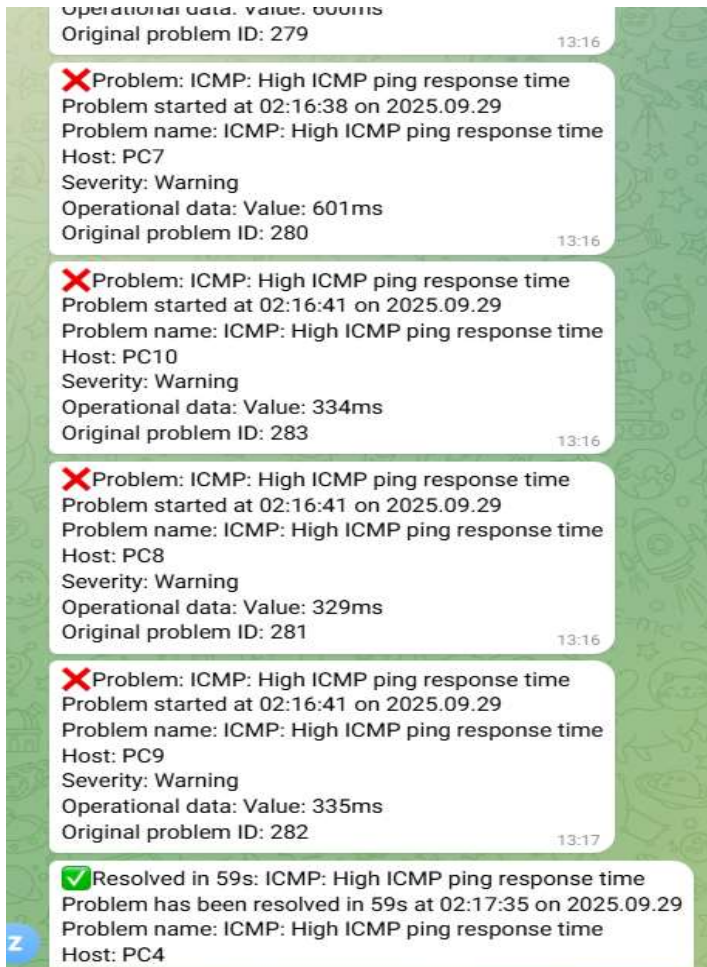 Operational data: Value: 600ms
Original problem ID: 279
13:16
❌Problem: ICMP: High ICMP ping response time
Problem started at 02:16:38 on 2025.09.29
Problem name: ICMP: High ICMP ping response time
Host: PC7
Severity: Warning
Operational data: Value: 601ms
Original problem ID: 280
13:16
❌Problem: ICMP: High ICMP ping response time
Problem started at 02:16:41 on 2025.09.29
Problem name: ICMP: High ICMP ping response time
Host: PC10
Severity: Warning
Operational data: Value: 334ms
Original problem ID: 283
13:16
❌Problem: ICMP: High ICMP ping response time
Problem started at 02:16:41 on 2025.09.29
Problem name: ICMP: High ICMP ping response time
Host: PC8
Severity: Warning
Operational data: Value: 329ms
Original problem ID: 281
13:16
❌Problem: ICMP: High ICMP ping response time
Problem started at 02:16:41 on 2025.09.29
Problem name: ICMP: High ICMP ping response time
Host: PC9
Severity: Warning
Operational data: Value: 335ms
Original problem ID: 282
13:17
✅Resolved in 59s: ICMP: High ICMP ping response time
Problem has been resolved in 59s at 02:17:35 on 2025.09.29
Problem name: ICMP: High ICMP ping response time
Host: PC4
z